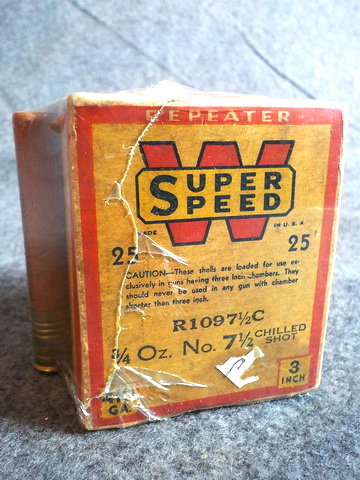 REPEATER
W
SUPER
SPEED
MADE IN U.S.A.
25 25
CAUTION—These shells are loaded for use ex-
clusively in guns having three inch chambers. They
should never be used in any gun with chamber
shorter than three inch.
R1097½C
¾ Oz. No. 7½ CHILLED
SHOT
GA. 3
INCH